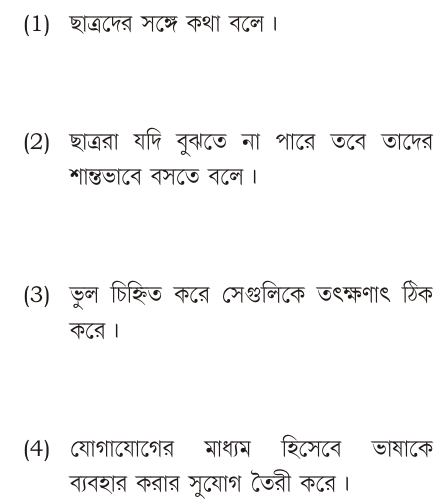 (1) ছাত্রদের সঙ্গে কথা বলে ।
(2) ছাত্ররা যদি বুঝতে না পারে তবে তাদের
শান্তভাবে বসতে বলে ।
(3) ভুল চিহ্নিত করে সেগুলিকে তৎক্ষণাৎ ঠিক
করে ।
(4) যোগাযোগের মাধ্যম হিসেবে ভাষাকে
ব্যবহার করার সুযোগ তৈরী করে ।